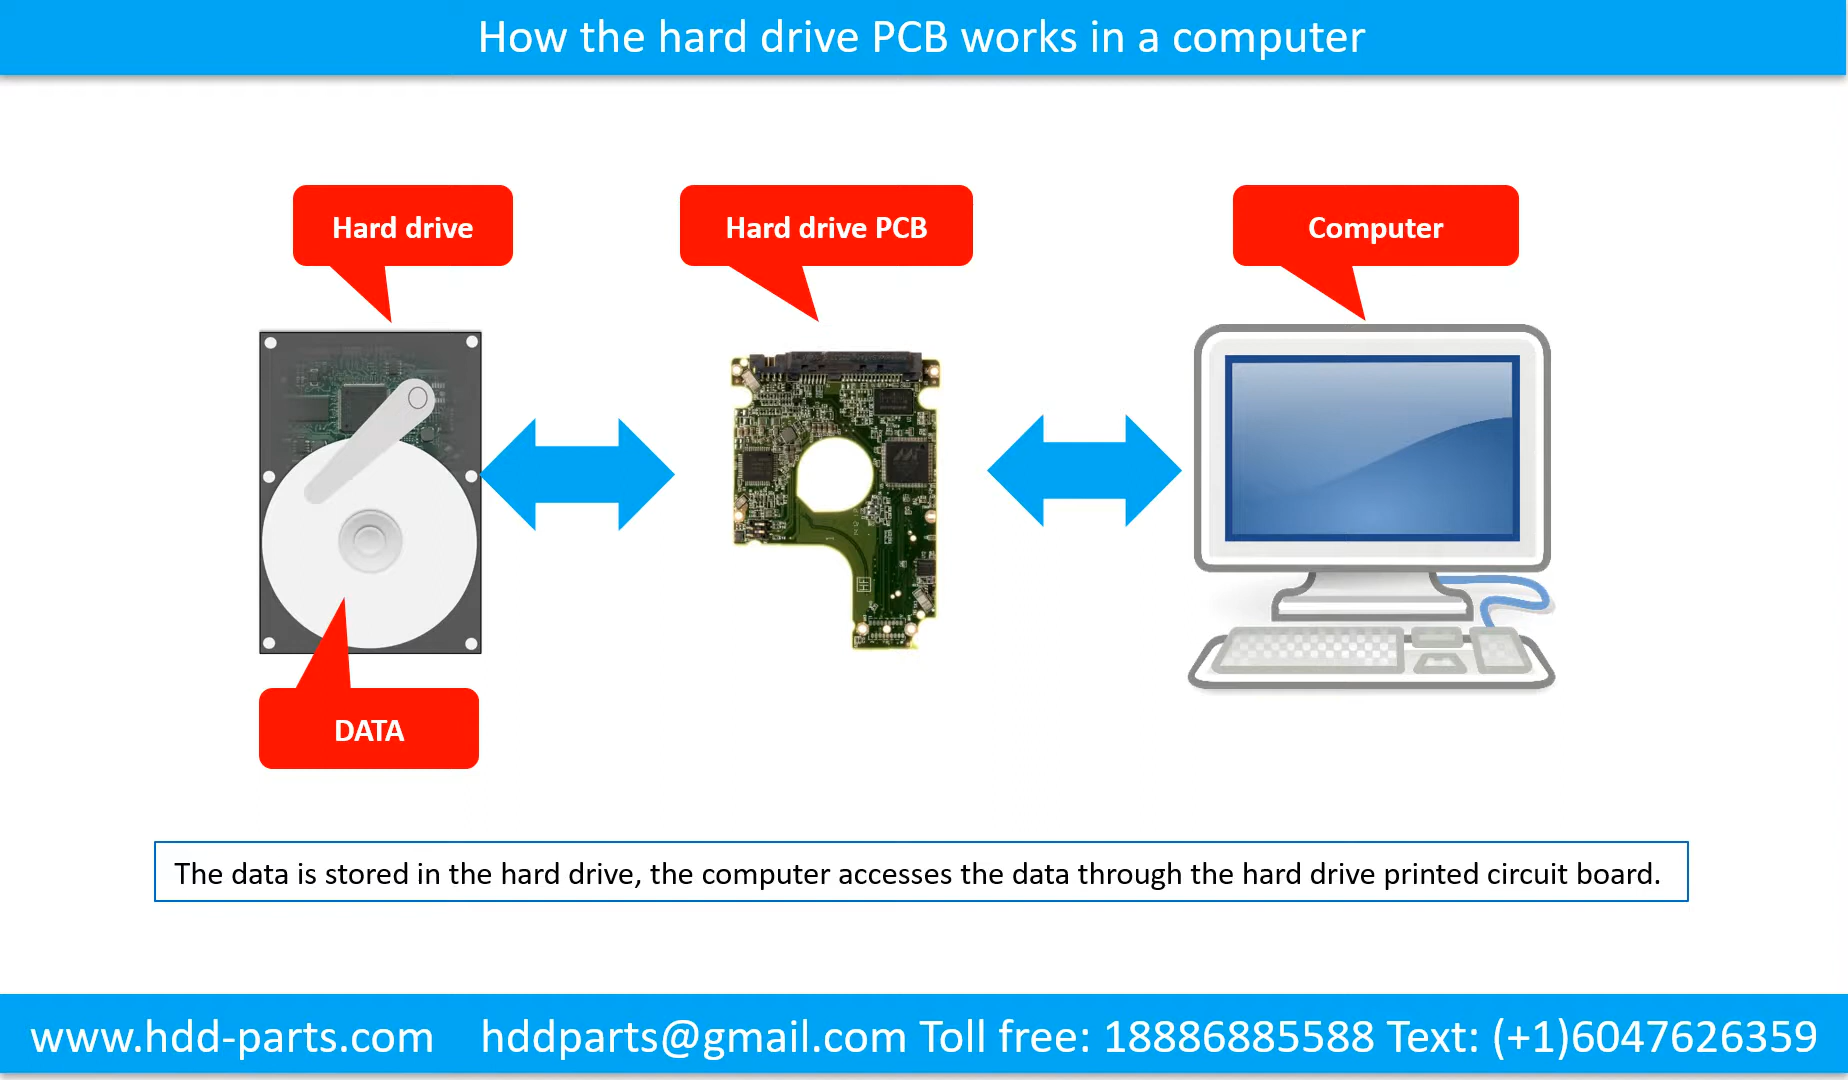 How the hard drive PCB works in a computer
Hard drive
Hard drive PCB
Computer
DATA
The data is stored in the hard drive, the computer accesses the data through the hard drive printed circuit board.
www.hdd-parts.com hddparts@gmail.com Toll free: 18886885588 Text: (+1)6047626359